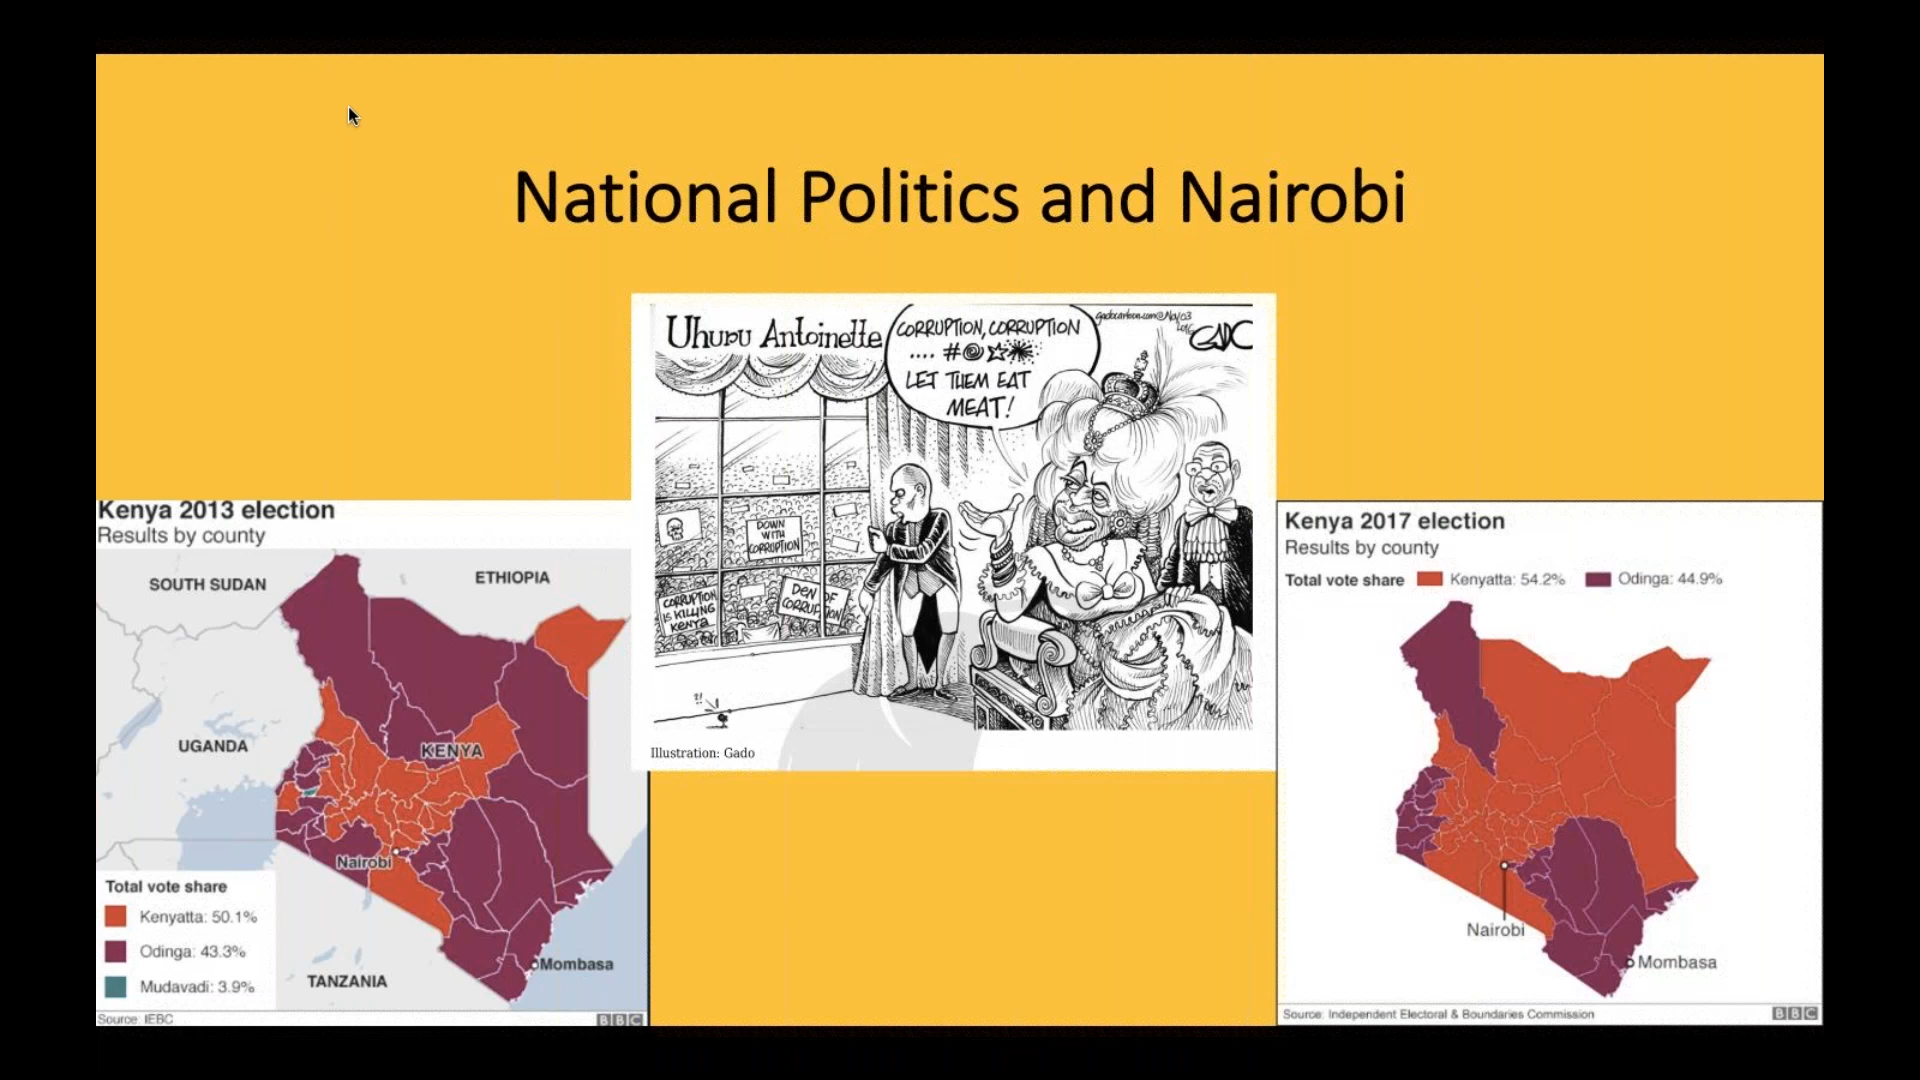 National Politics and Nairobi
Uhuru Antoinette
CORRUPTION, CORRUPTION
.... #@☆✷
LET THEM EAT
MEAT!
gadocartoon.com@Nov/03
2016
GADO
DOWN
WITH
CORRUPTION
CORRUPTION
IS KILLING
KENYA
DEN OF
CORRUPTION
?!
Illustration: Gado
Kenya 2013 election
Results by county
SOUTH SUDAN
ETHIOPIA
UGANDA
KENYA
Nairobi
Mombasa
TANZANIA
Total vote share
Kenyatta: 50.1%
Odinga: 43.3%
Mudavadi: 3.9%
Source: IEBC
BBC
Kenya 2017 election
Results by county
Total vote share Kenyatta: 54.2% Odinga: 44.9%
Nairobi
Mombasa
Source: Independent Electoral & Boundaries Commission
BBC